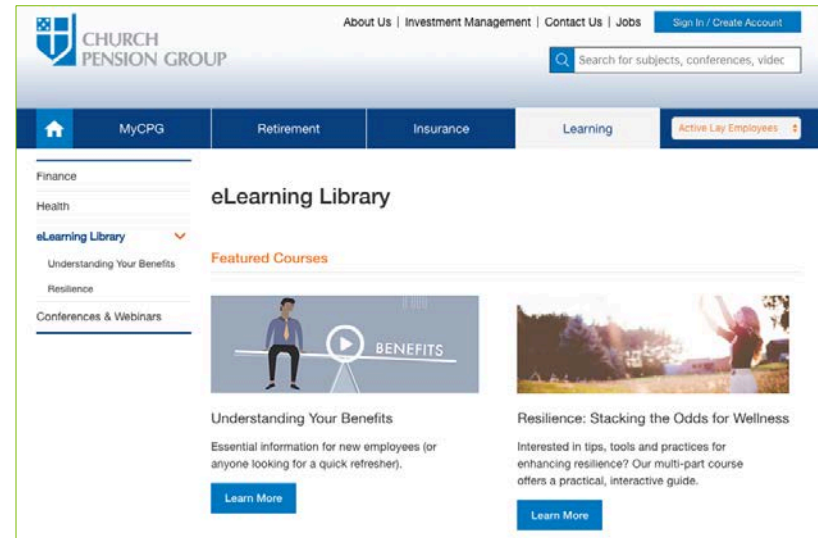 About Us | Investment Management | Contact Us | Jobs
Sign In / Create Account
CHURCH
PENSION GROUP
Search for subjects, conferences, videc
MyCPG
Retirement
Insurance
Learning
Active Lay Employees
Finance
Health
eLearning Library
Understanding Your Benefits
Resilience
Conferences & Webinars
eLearning Library
Featured Courses
BENEFITS
Understanding Your Benefits
Essential information for new employees (or
anyone looking for a quick refresher).
Learn More
Resilience: Stacking the Odds for Wellness
Interested in tips, tools and practices for
enhancing resilience? Our multi-part course
offers a practical, interactive guide.
Learn More